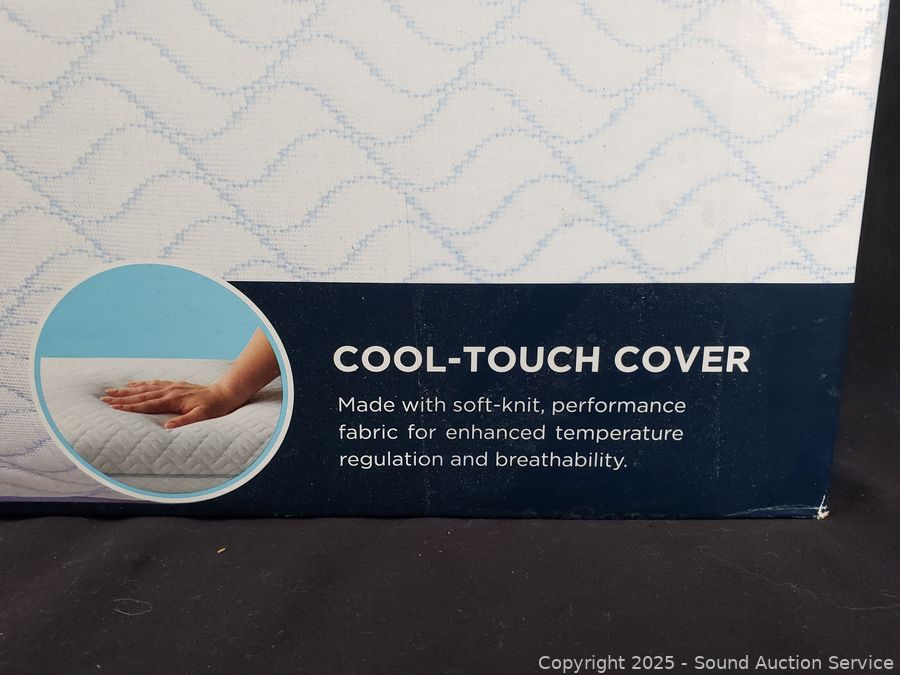 COOL-TOUCH COVER
Made with soft-knit, performance
fabric for enhanced temperature
regulation and breathability.
Copyright 2025 - Sound Auction Service